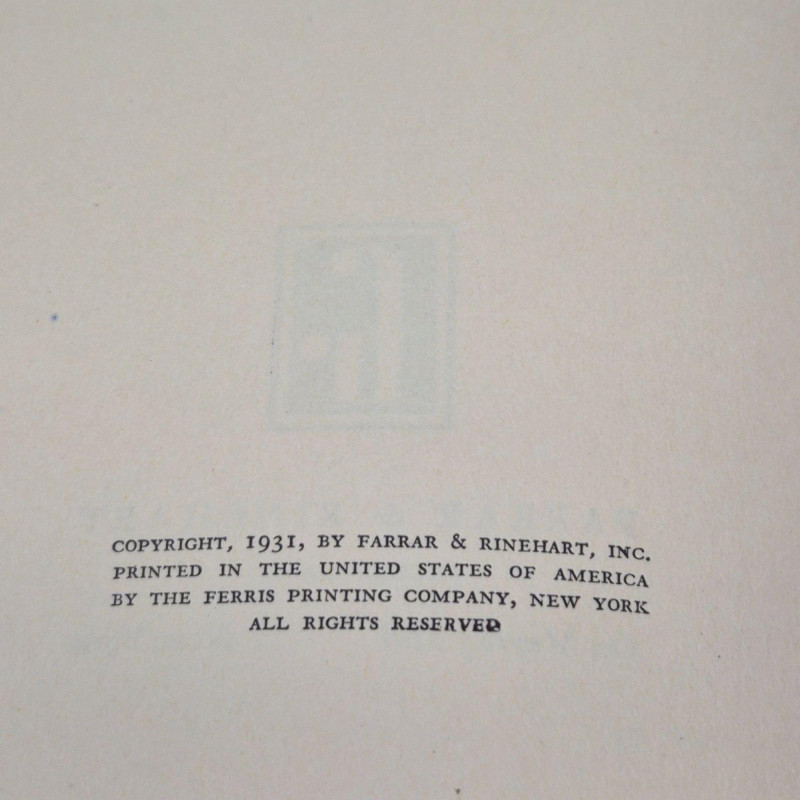 COPYRIGHT, 1931, BY FARRAR & RINEHART, INC.
PRINTED IN THE UNITED STATES OF AMERICA
BY THE FERRIS PRINTING COMPANY, NEW YORK
ALL RIGHTS RESERVED